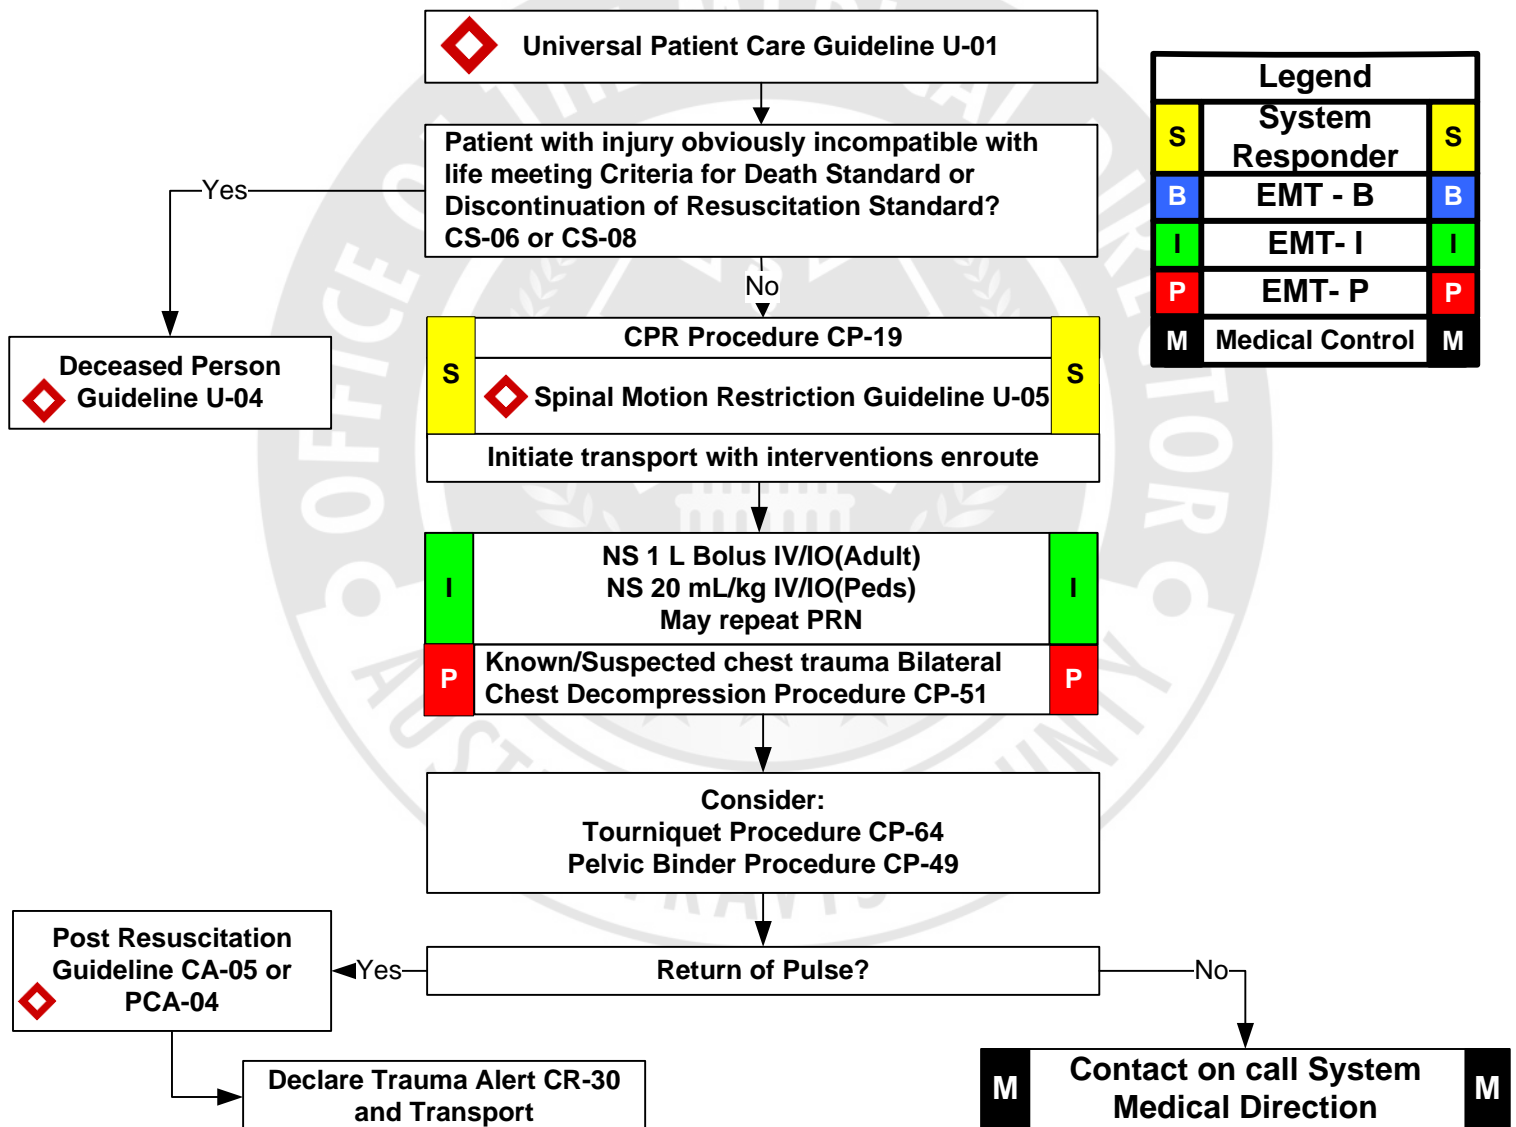 Universal Patient Care Guideline U-01
Legend
S System S
Responder
B EMT - B B
I EMT- I I
P EMT- P P
M Medical Control M
Patient with injury obviously incompatible with
life meeting Criteria for Death Standard or
Discontinuation of Resuscitation Standard?
CS-06 or CS-08
Yes
No
Deceased Person
Guideline U-04
S CPR Procedure CP-19 S
Spinal Motion Restriction Guideline U-05
Initiate transport with interventions enroute
I NS 1 L Bolus IV/IO(Adult) I
NS 20 mL/kg IV/IO(Peds)
May repeat PRN
P Known/Suspected chest trauma Bilateral P
Chest Decompression Procedure CP-51
Consider:
Tourniquet Procedure CP-64
Pelvic Binder Procedure CP-49
Return of Pulse?
Yes
No
Post Resuscitation
Guideline CA-05 or
PCA-04
Declare Trauma Alert CR-30
and Transport
M Contact on call System M
Medical Direction
OFFICE OF THE MEDICAL DIRECTOR